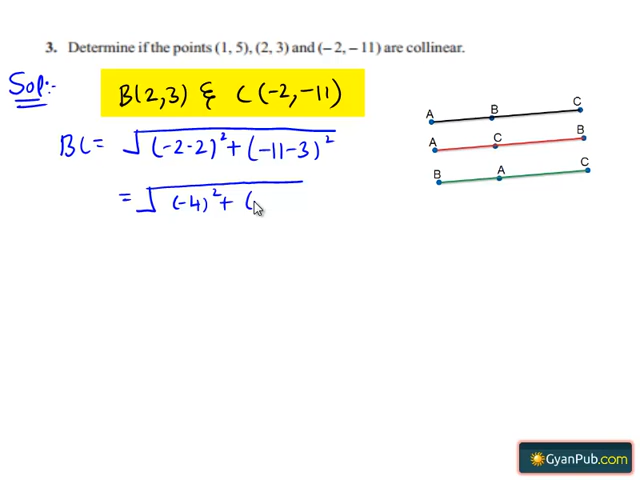 3. Determine if the points (1, 5), (2, 3) and (– 2, – 11) are collinear.
Sol:-
B(2,3) & C(-2,-11)
BC = √(-2-2)²+(-11-3)²
= √(-4)²+(
A B C
A C B
B A C
GyanPub.com